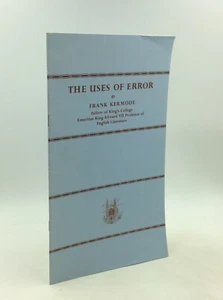 THE USES OF ERROR
BY
FRANK KERMODE
Fellow of King's College
Emeritus King Edward VII Professor of
English Literature